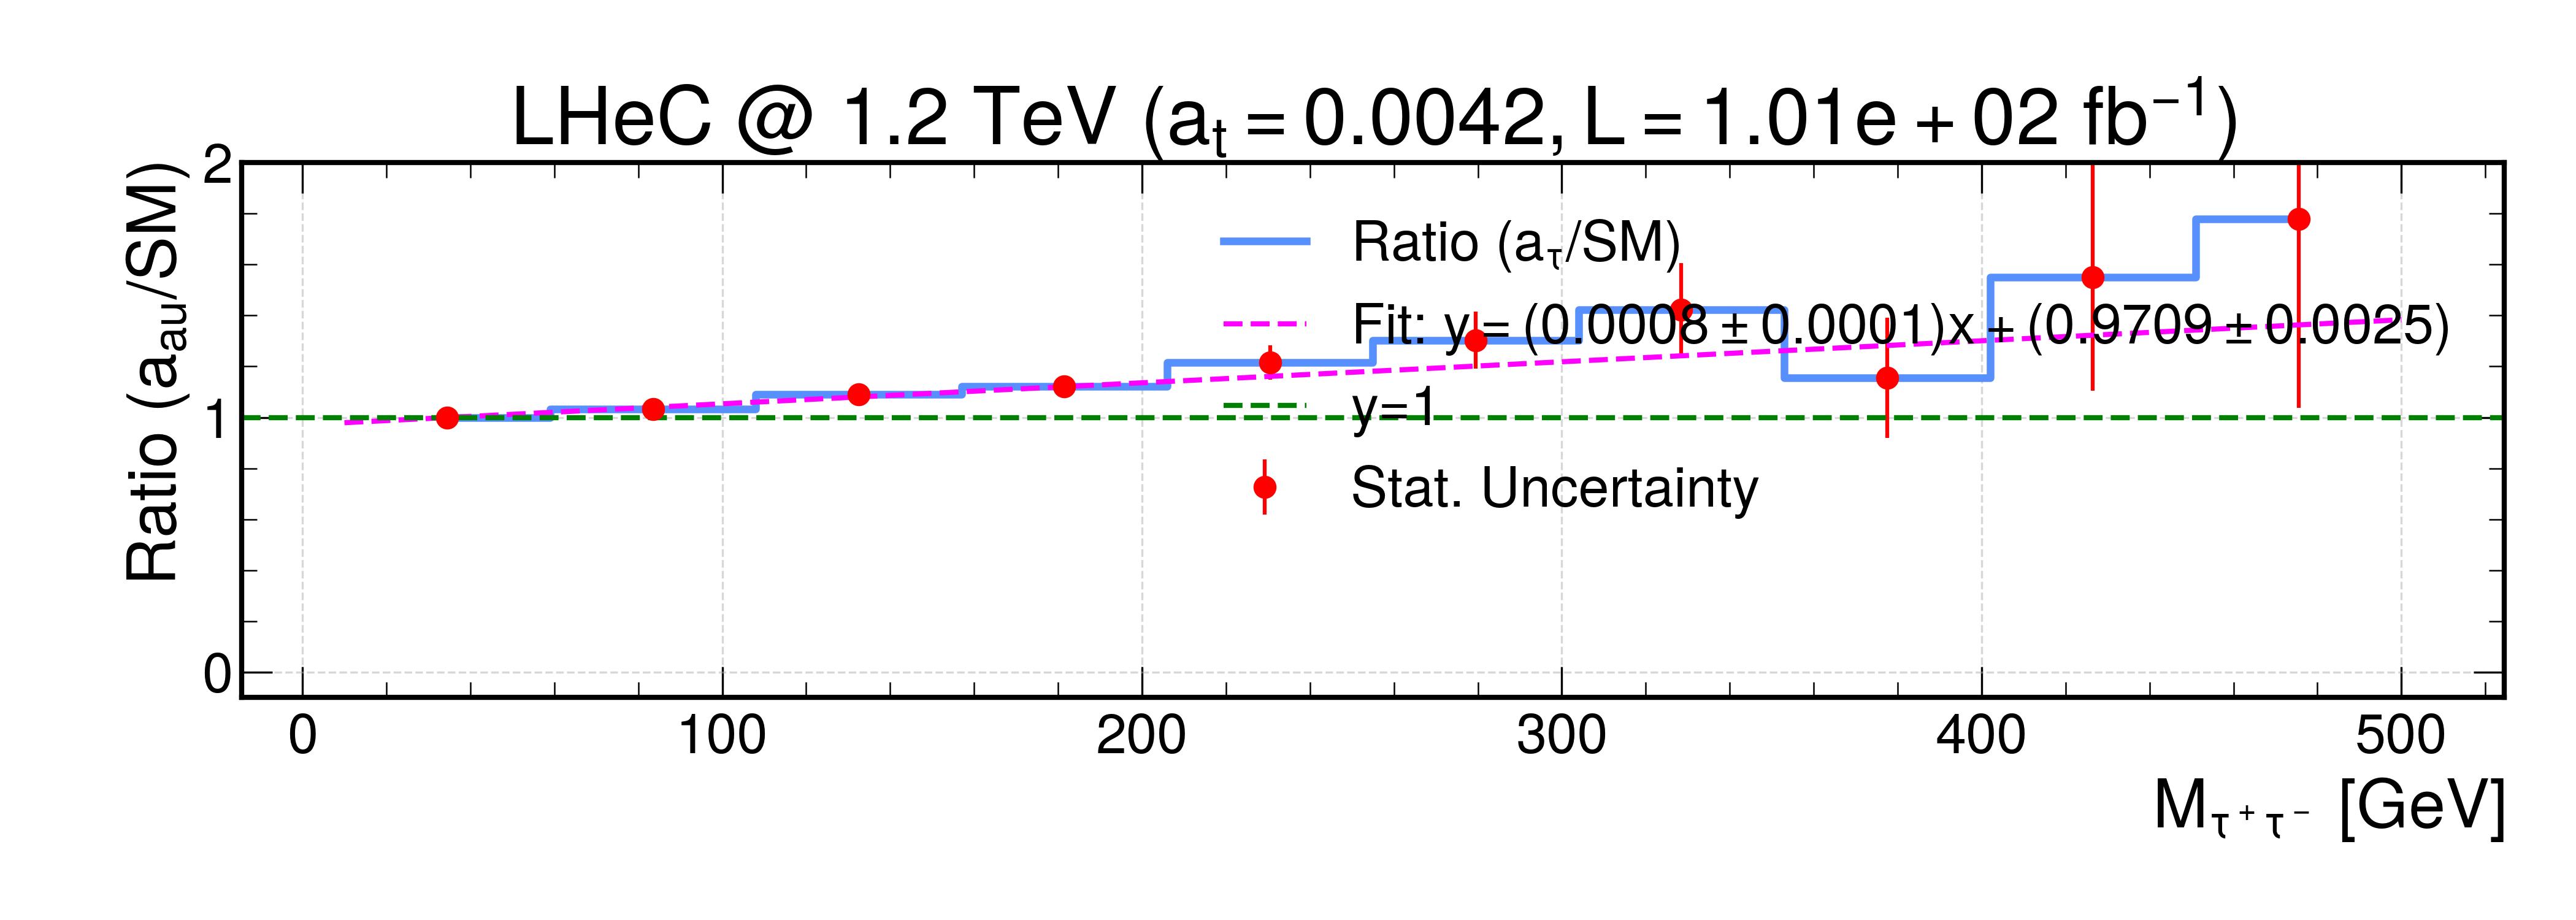 LHeC @ 1.2 TeV (aₜ = 0.0042, L = 1.01e + 02 fb⁻¹)
Ratio (aₐᵤ/SM)
2
1
0
Ratio (a_τ/SM)
Fit: y = (0.0008 ± 0.0001)x + (0.9709 ± 0.0025)
y=1
Stat. Uncertainty
0 100 200 300 400 500
M_τ⁺τ⁻ [GeV]